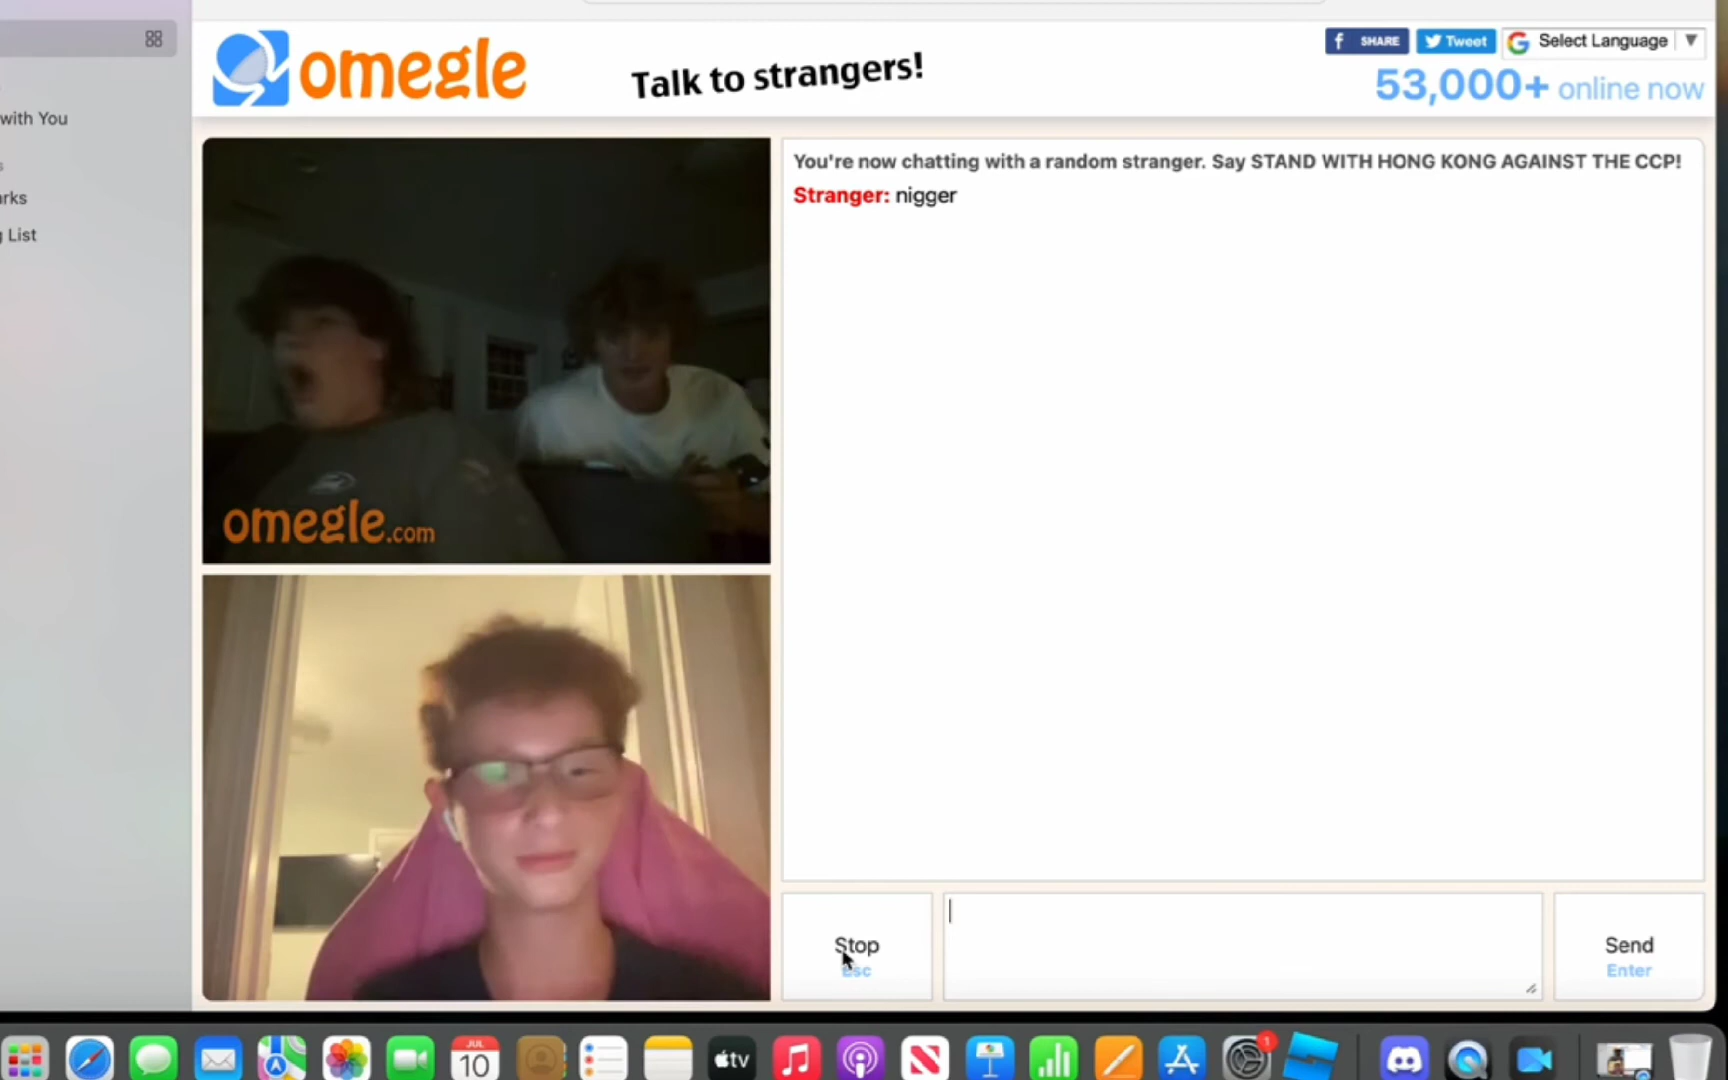 with You
List
omegle
Talk to strangers!
SHARE
Tweet
Select Language
53,000+ online now
You're now chatting with a random stranger. Say STAND WITH HONG KONG AGAINST THE CCP!
Stranger: nigger
omegle.com
Stop
Esc
Send
Enter
JUL
10
tv
1